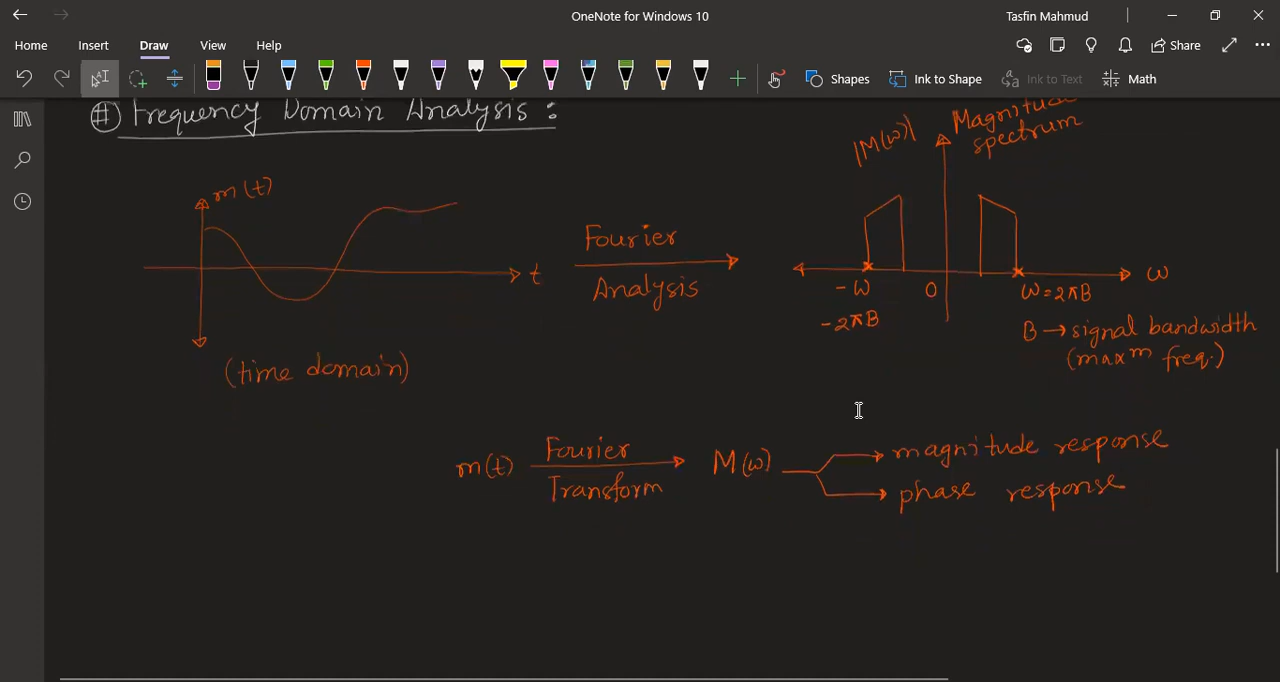 OneNote for Windows 10
Tasfin Mahmud
Home Insert Draw View Help
Share
Shapes Ink to Shape Ink to Text Math
# Frequency Domain Analysis :
m(t)
t
(time domain)
Fourier
Analysis
|M(ω)|
Magnitude
spectrum
ω
-W
0
W = 2πB
-2πB
B → signal bandwidth
(maxᵐ freq.)
m(t) Fourier
Transform
M(ω)
magnitude response
phase response